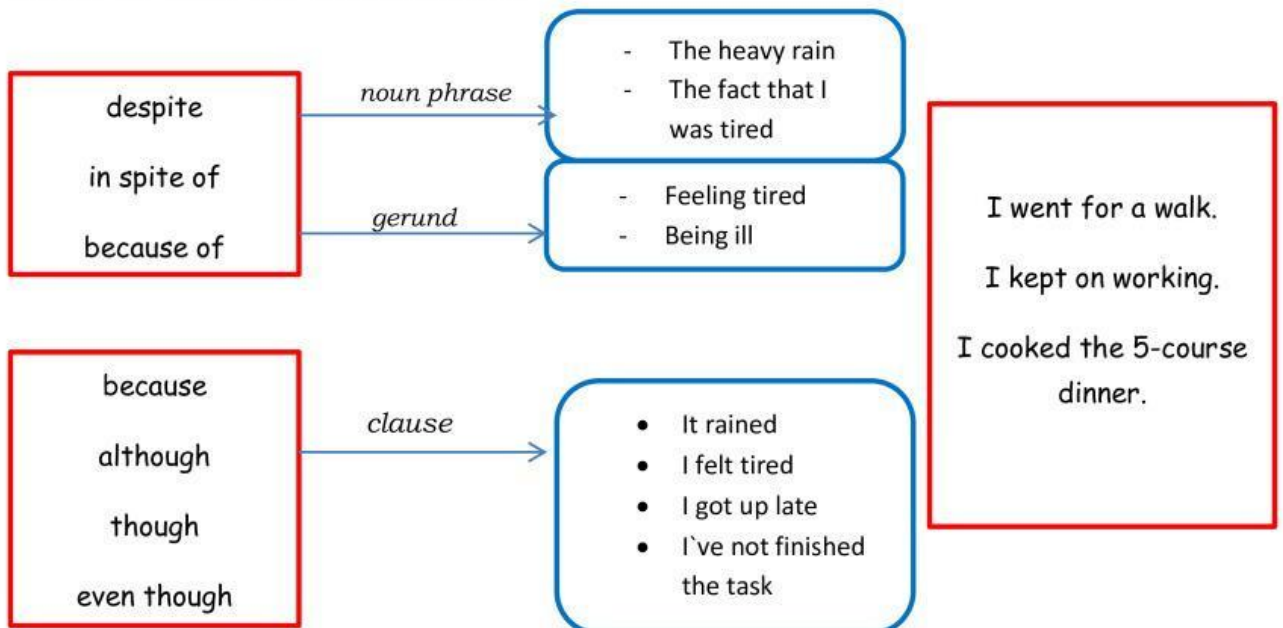 despite
in spite of
because of
noun phrase
gerund
- The heavy rain
- The fact that I
was tired
- Feeling tired
- Being ill
because
although
though
even though
clause
• It rained
• I felt tired
• I got up late
• I`ve not finished
the task
I went for a walk.
I kept on working.
I cooked the 5-course
dinner.